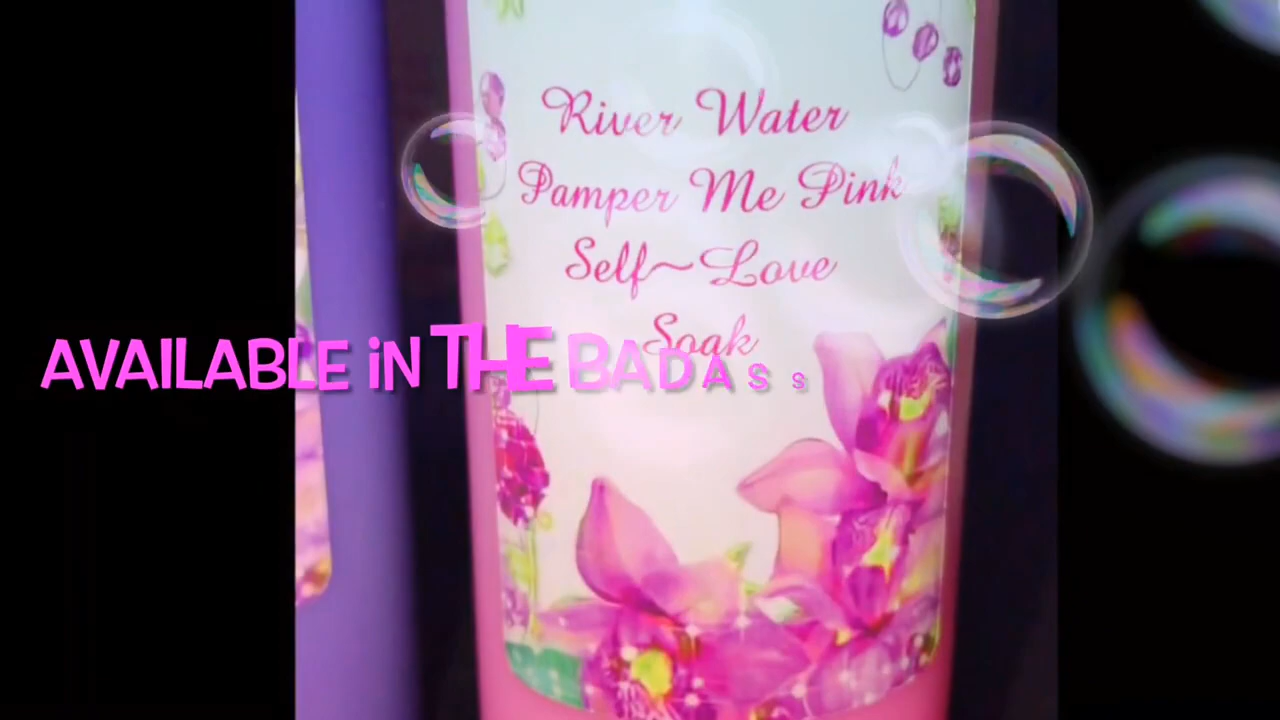 River Water
Pamper Me Pink
Self~Love
Soak
AVAILABLE iN THE BADASS